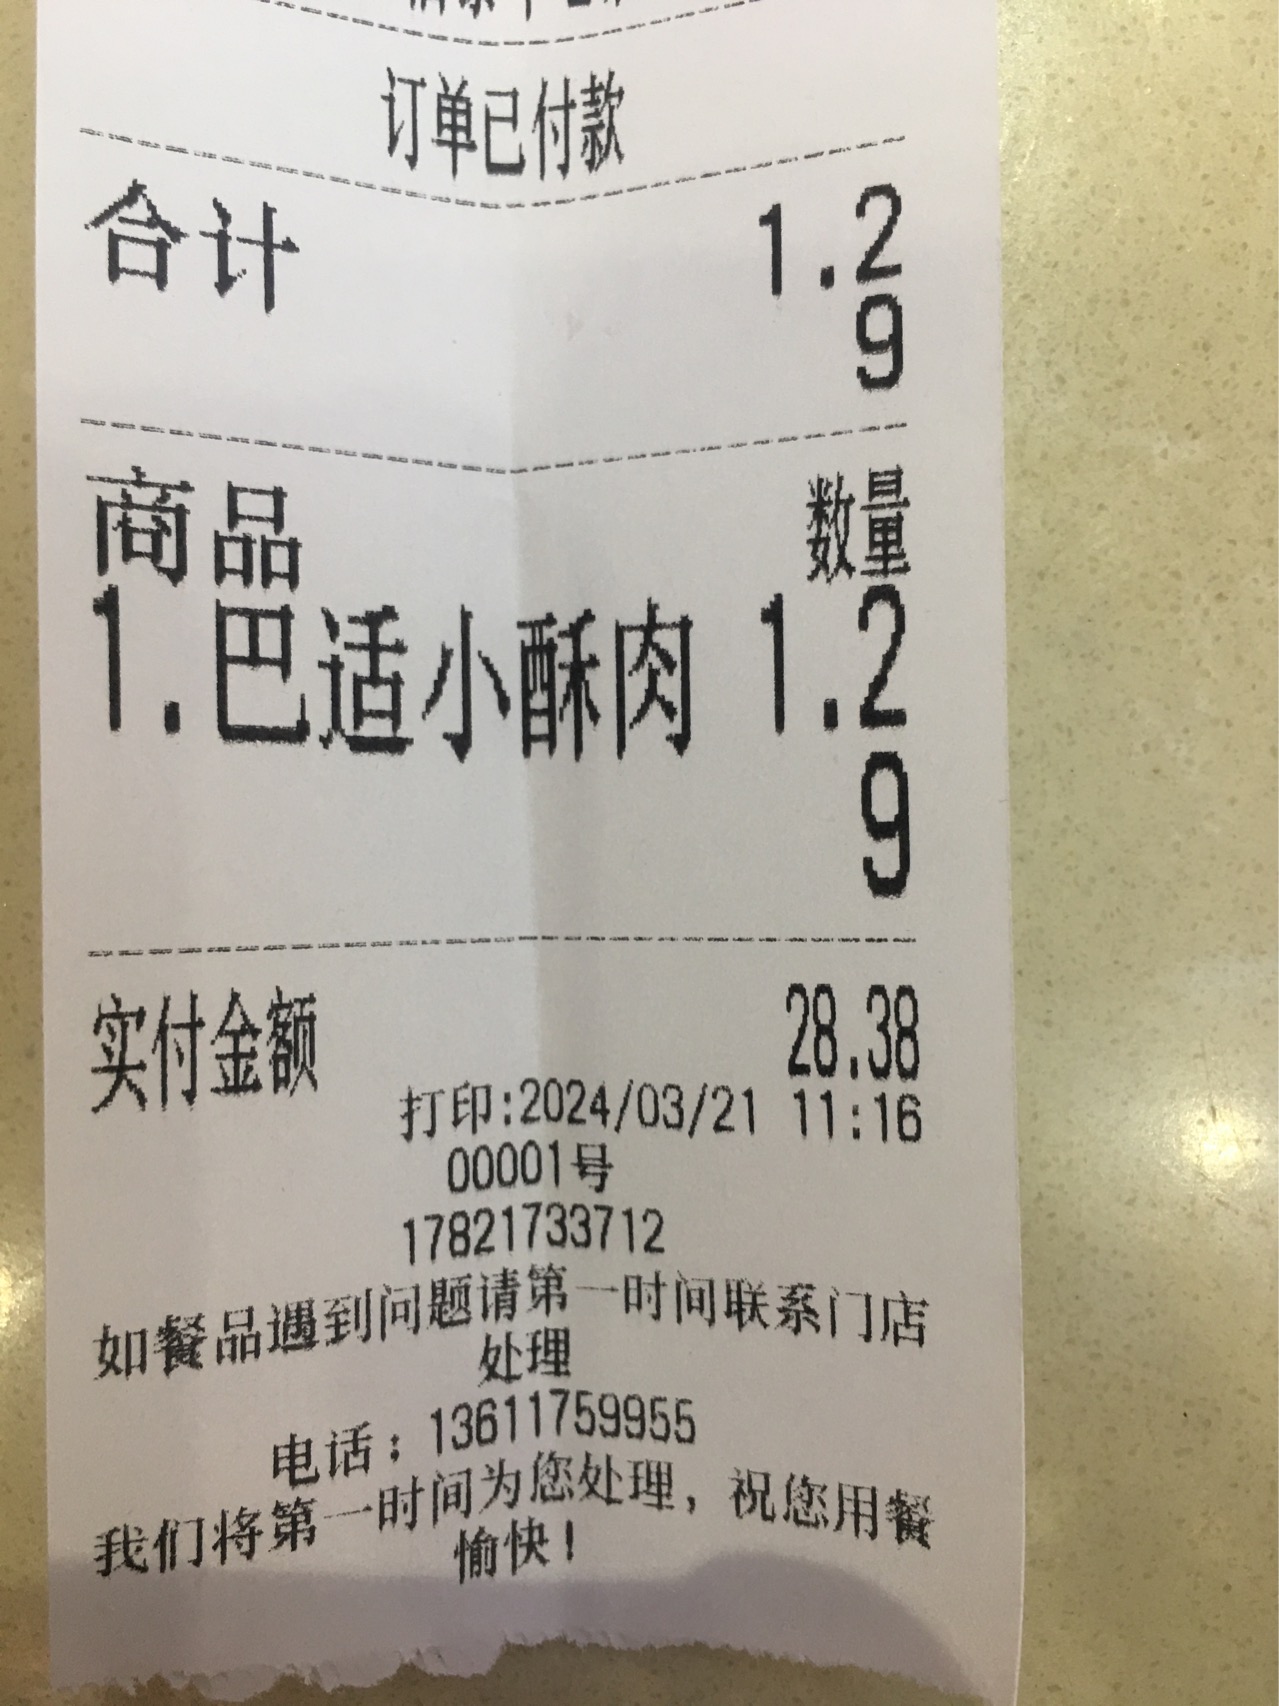 订单已付款
合计 1.2
9
商品 数量
1.巴适小酥肉 1.2
9
实付金额 28.38
打印:2024/03/21 11:16
00001号
17821733712
如餐品遇到问题请第一时间联系门店
处理
电话：13611759955
我们将第一时间为您处理，祝您用餐
愉快！